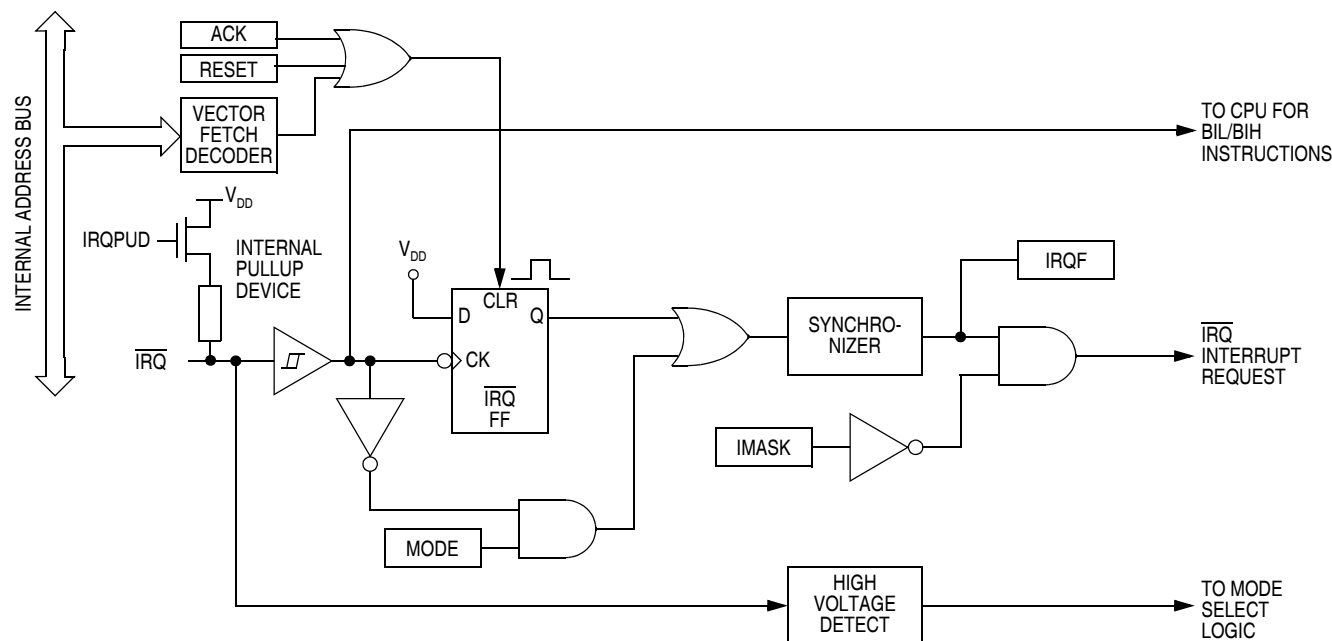 INTERNAL ADDRESS BUS
ACK
RESET
VECTOR
FETCH
DECODER
TO CPU FOR
BIL/BIH
INSTRUCTIONS
VDD
IRQPUD
INTERNAL
PULLUP
DEVICE
VDD
IRQF
CLR
D
Q
CK
IRQ
FF
SYNCHRO-
NIZER
IRQ
IRQ
INTERRUPT
REQUEST
IMASK
MODE
HIGH
VOLTAGE
DETECT
TO MODE
SELECT
LOGIC